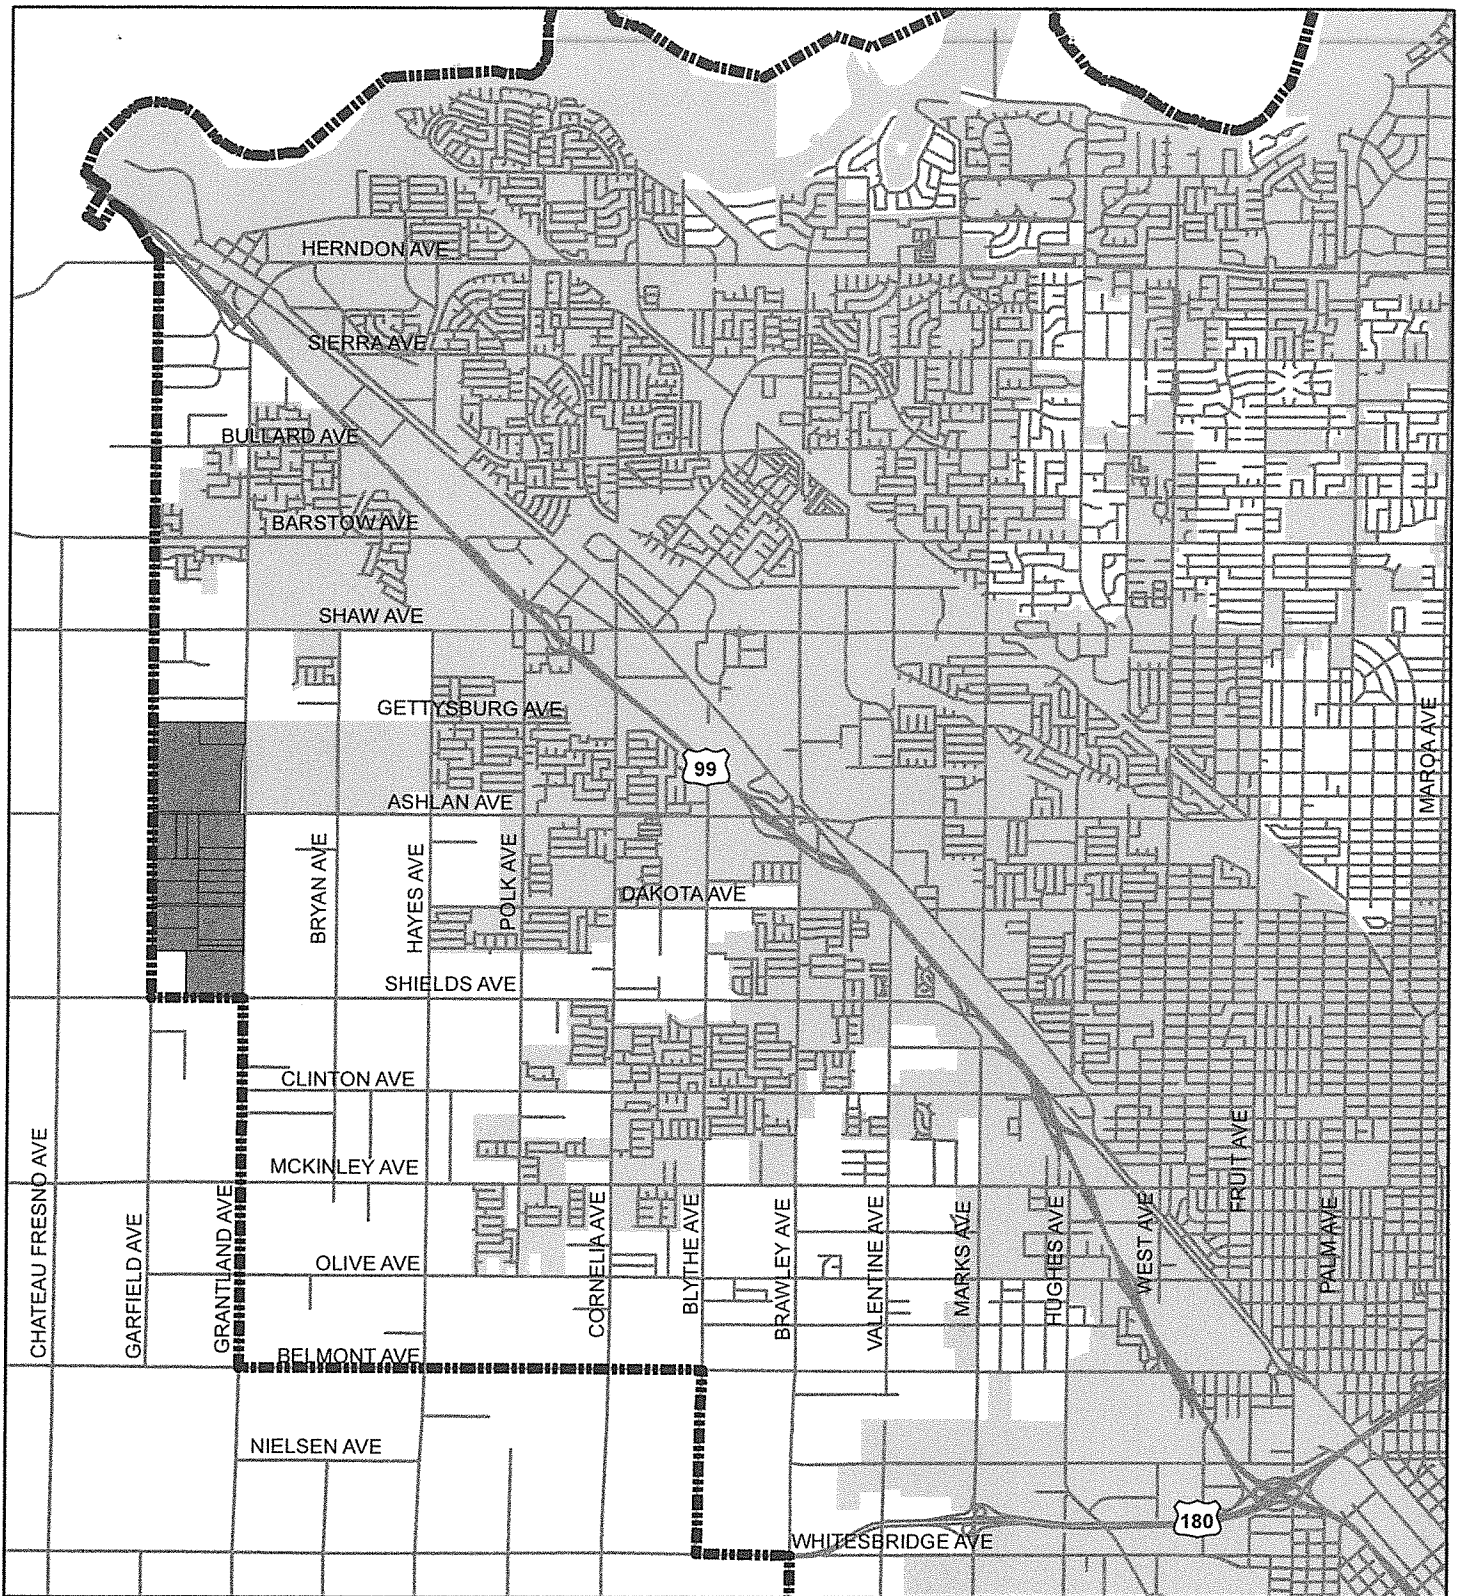 HERNDON AVE
SIERRA AVE
BULLARD AVE
BARSTOW AVE
SHAW AVE
GETTYSBURG AVE
99
ASHLAN AVE
MAROA AVE
BRYAN AVE
HAYES AVE
POLK AVE
DAKOTA AVE
SHIELDS AVE
CLINTON AVE
MCKINLEY AVE
FRUIT AVE
CHATEAU FRESNO AVE
GARFIELD AVE
GRANTLAND AVE
OLIVE AVE
CORNELIA AVE
BLYTHE AVE
BRAWLEY AVE
VALENTINE AVE
MARKS AVE
HUGHES AVE
WEST AVE
PALM AVE
BELMONT AVE
NIELSEN AVE
180
WHITESBRIDGE AVE